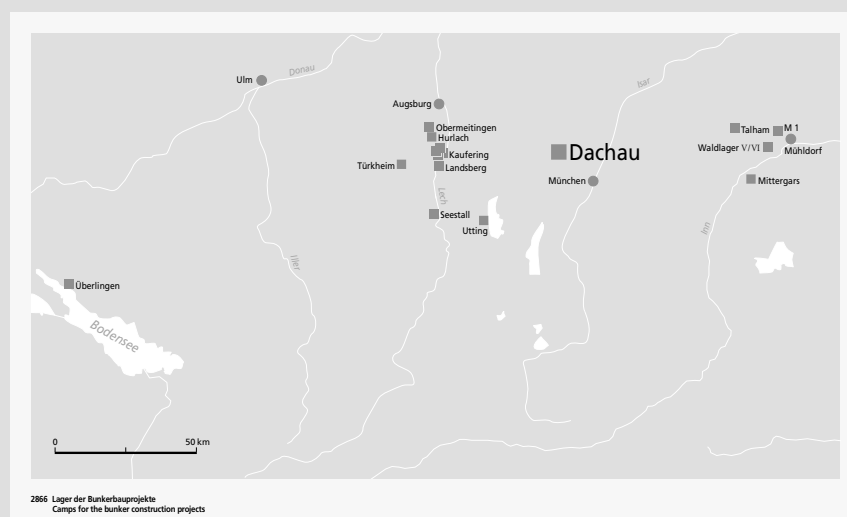 Donau
Isar
Ulm
Augsburg
Obermeitingen
Hurlach
Kaufering
Landsberg
Türkheim
Dachau
München
Talham
M 1
Waldlager V/VI
Mühldorf
Mittergars
Lech
Seestall
Utting
Inn
Iller
Überlingen
Bodensee
0 50 km
2866 Lager der Bunkerbauprojekte
Camps for the bunker construction projects